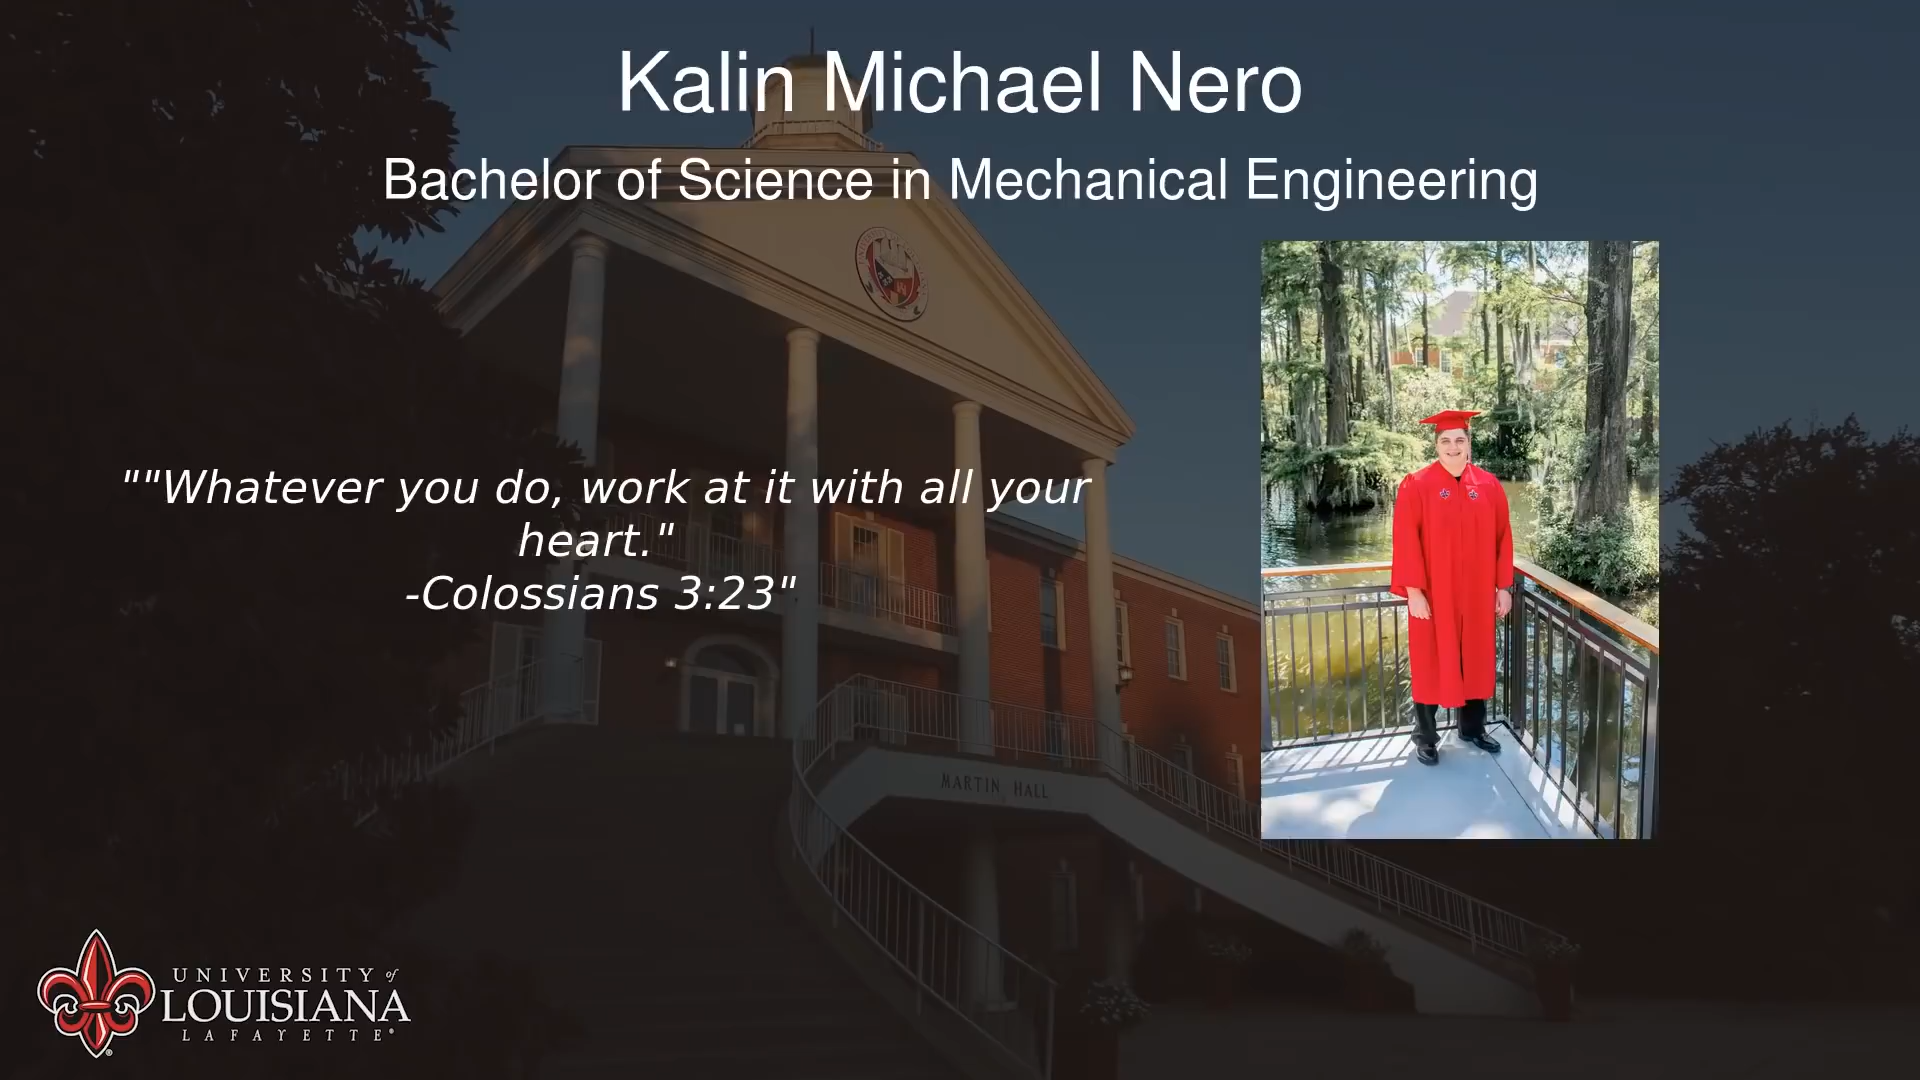 Kalin Michael Nero
Bachelor of Science in Mechanical Engineering
""Whatever you do, work at it with all your
heart."
-Colossians 3:23"
MARTIN HALL
UNIVERSITY of
LOUISIANA
LAFAYETTE®